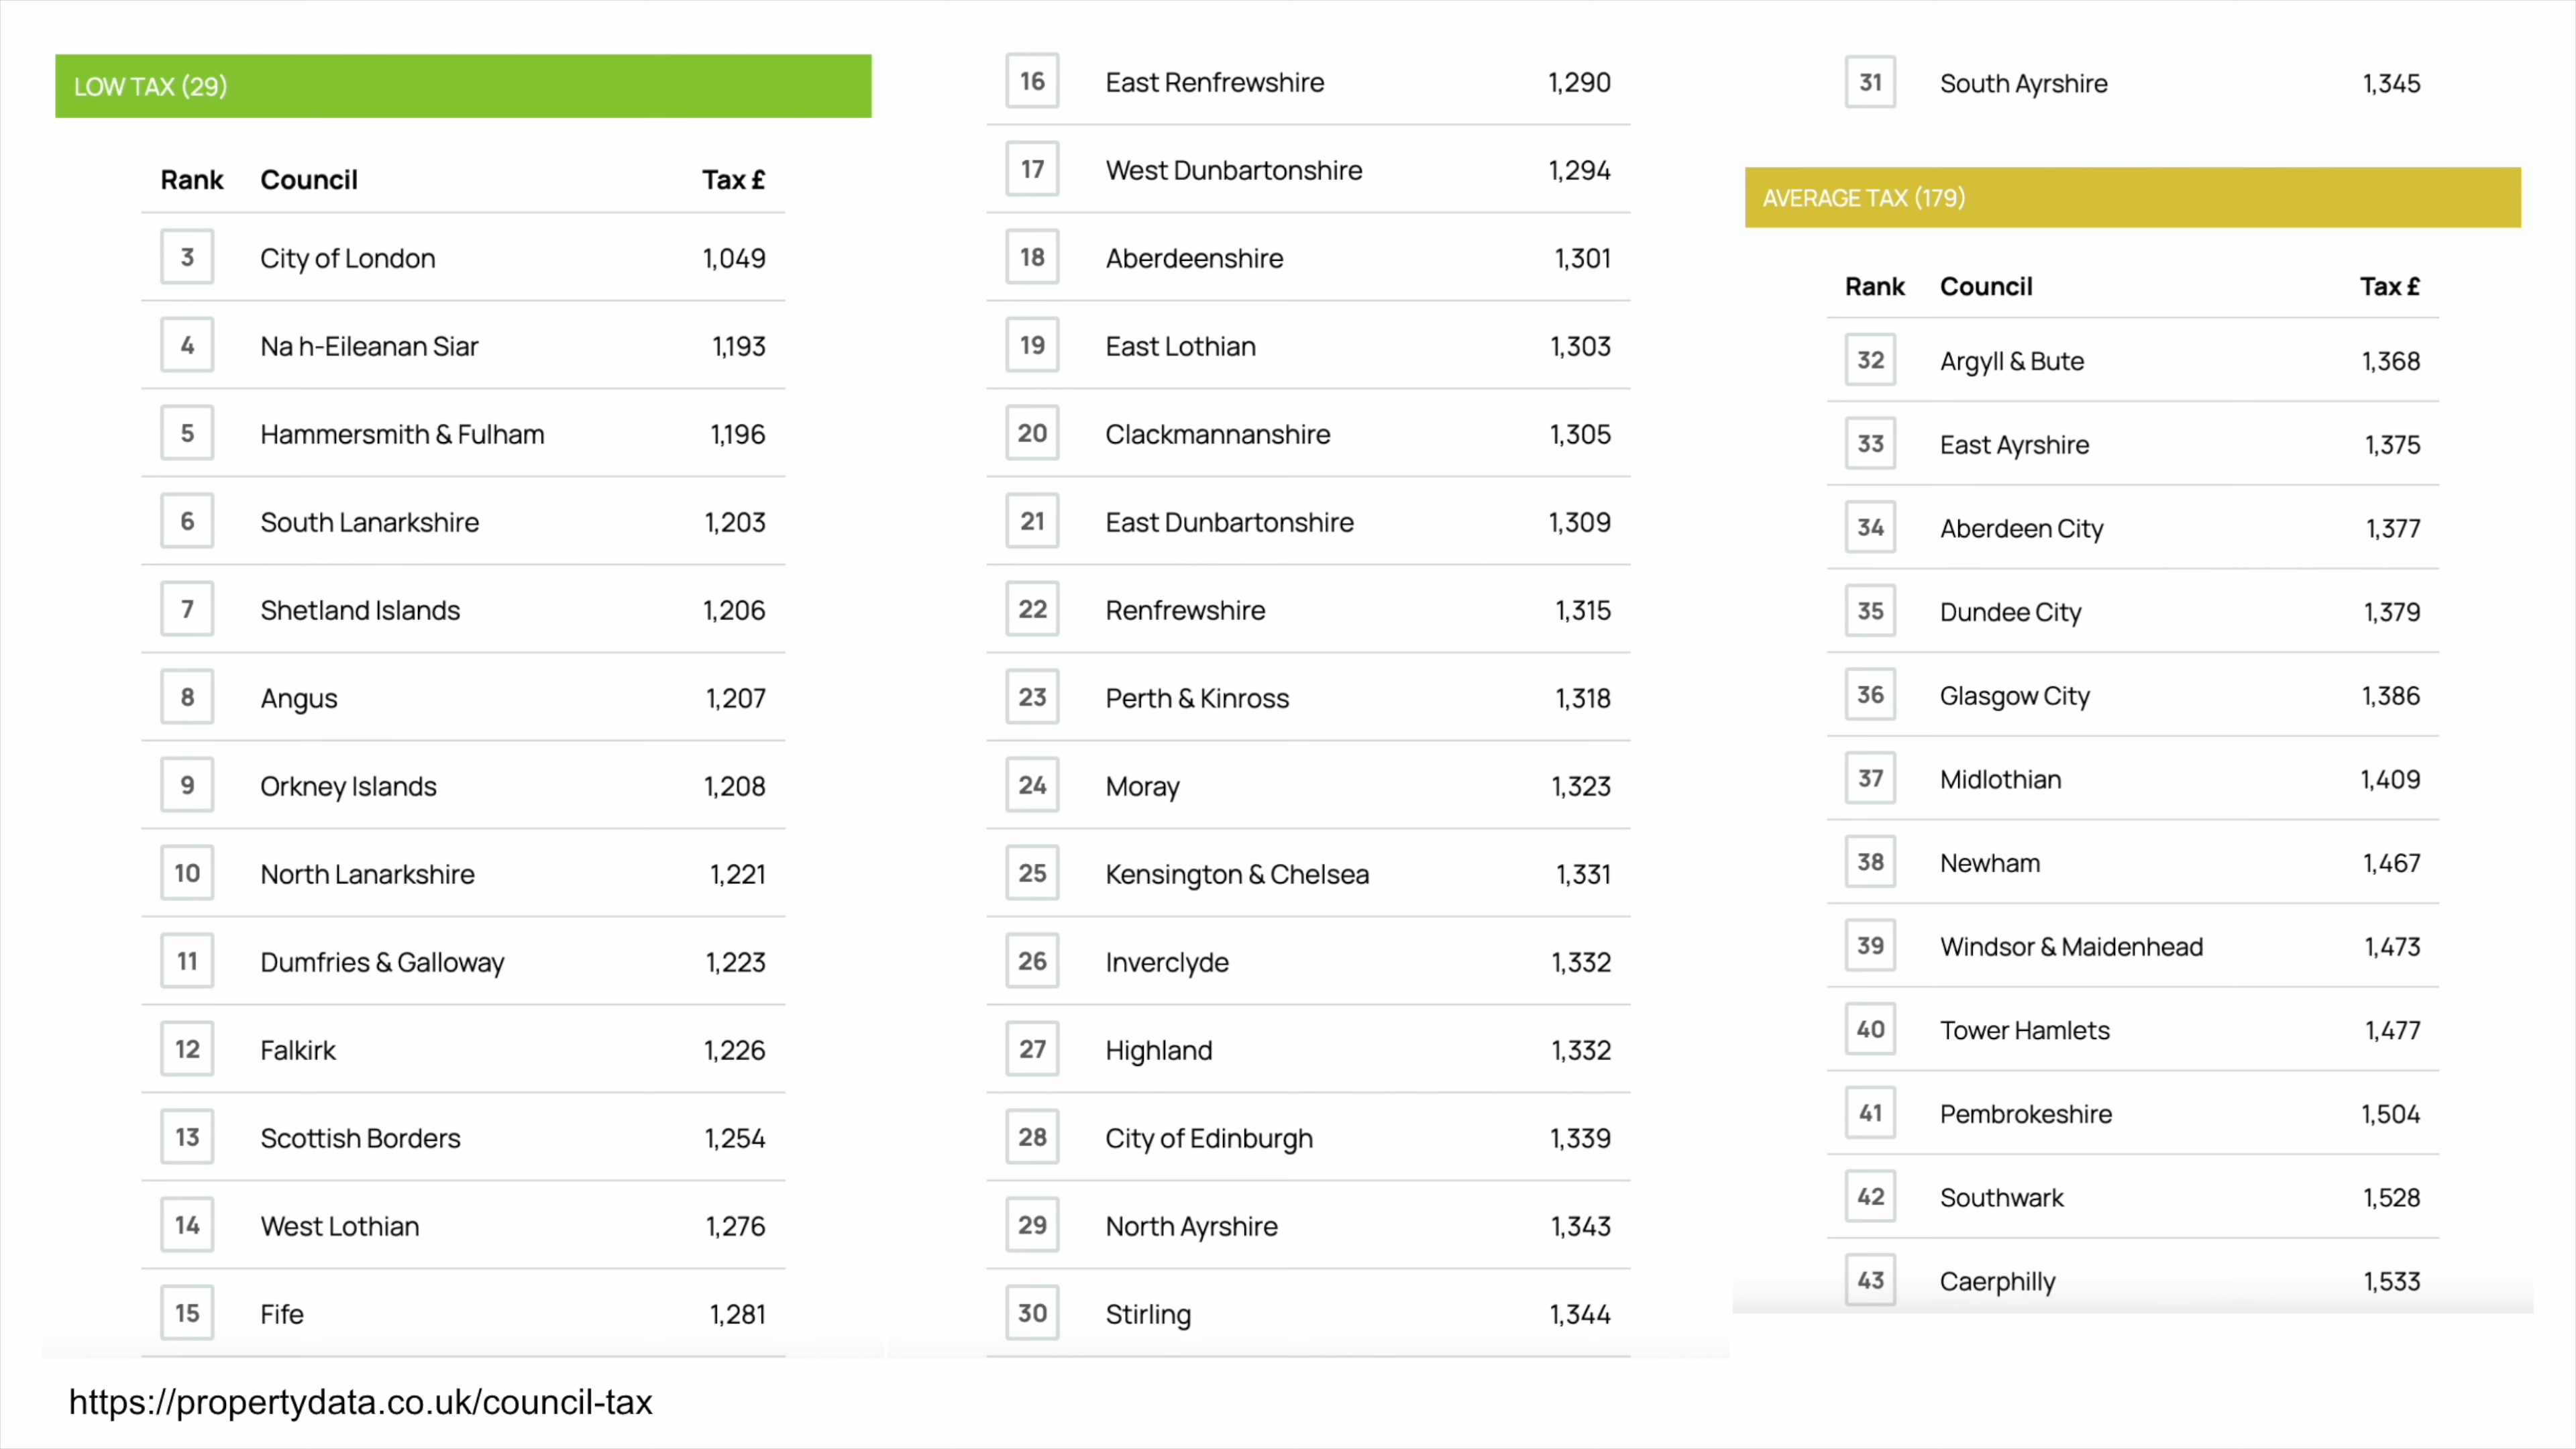 LOW TAX (29)
Rank Council Tax £
3 City of London 1,049
4 Na h-Eileanan Siar 1,193
5 Hammersmith & Fulham 1,196
6 South Lanarkshire 1,203
7 Shetland Islands 1,206
8 Angus 1,207
9 Orkney Islands 1,208
10 North Lanarkshire 1,221
11 Dumfries & Galloway 1,223
12 Falkirk 1,226
13 Scottish Borders 1,254
14 West Lothian 1,276
15 Fife 1,281
16 East Renfrewshire 1,290
17 West Dunbartonshire 1,294
18 Aberdeenshire 1,301
19 East Lothian 1,303
20 Clackmannanshire 1,305
21 East Dunbartonshire 1,309
22 Renfrewshire 1,315
23 Perth & Kinross 1,318
24 Moray 1,323
25 Kensington & Chelsea 1,331
26 Inverclyde 1,332
27 Highland 1,332
28 City of Edinburgh 1,339
29 North Ayrshire 1,343
30 Stirling 1,344
31 South Ayrshire 1,345
AVERAGE TAX (179)
Rank Council Tax £
32 Argyll & Bute 1,368
33 East Ayrshire 1,375
34 Aberdeen City 1,377
35 Dundee City 1,379
36 Glasgow City 1,386
37 Midlothian 1,409
38 Newham 1,467
39 Windsor & Maidenhead 1,473
40 Tower Hamlets 1,477
41 Pembrokeshire 1,504
42 Southwark 1,528
43 Caerphilly 1,533
https://propertydata.co.uk/council-tax